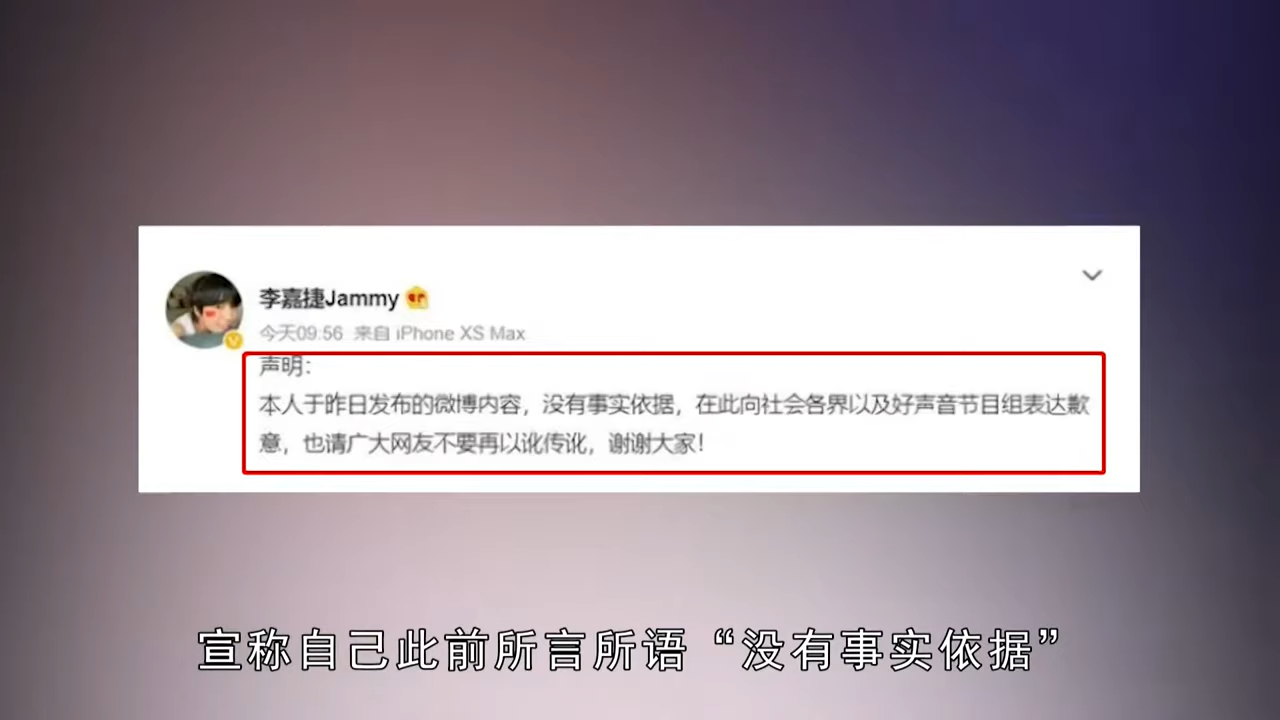 李嘉捷Jammy
今天09:56 来自 iPhone XS Max
声明：
本人于昨日发布的微博内容，没有事实依据，在此向社会各界以及好声音节目组表达歉
意，也请广大网友不要再以讹传讹，谢谢大家！
宣称自己此前所言所语“没有事实依据”